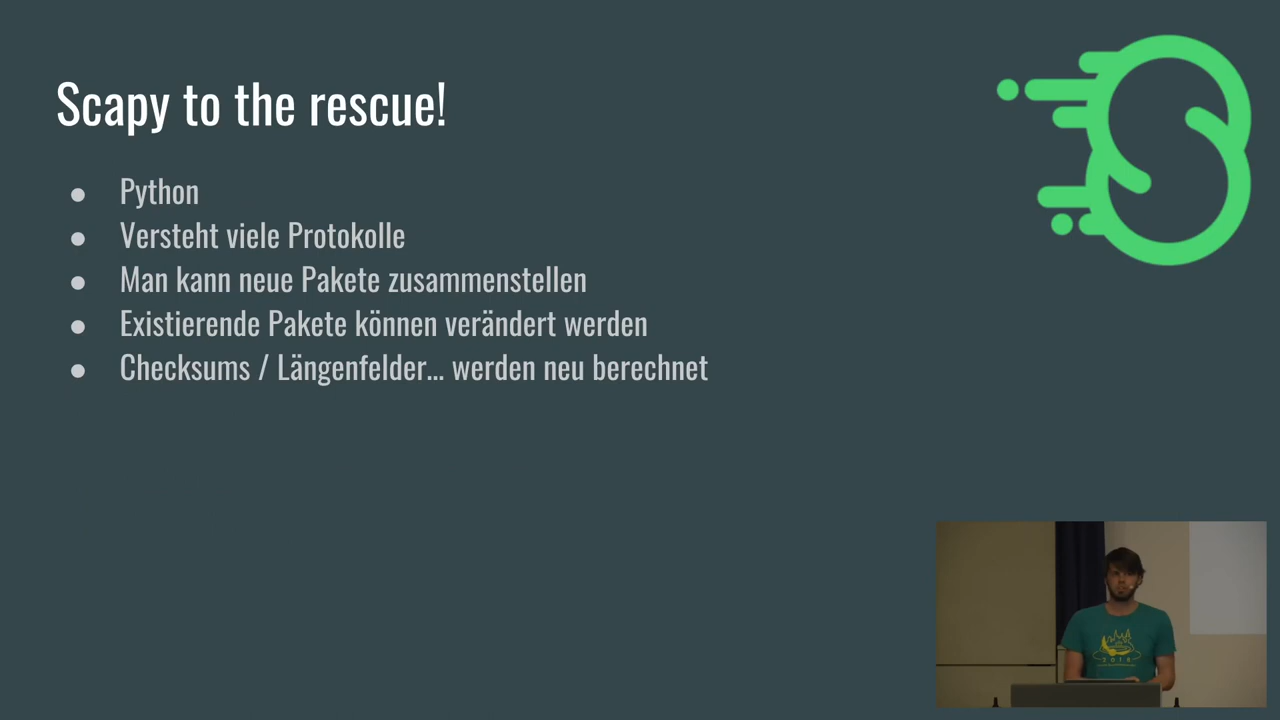 Scapy to the rescue!
Python
Versteht viele Protokolle
Man kann neue Pakete zusammenstellen
Existierende Pakete können verändert werden
Checksums / Längenfelder... werden neu berechnet
2018